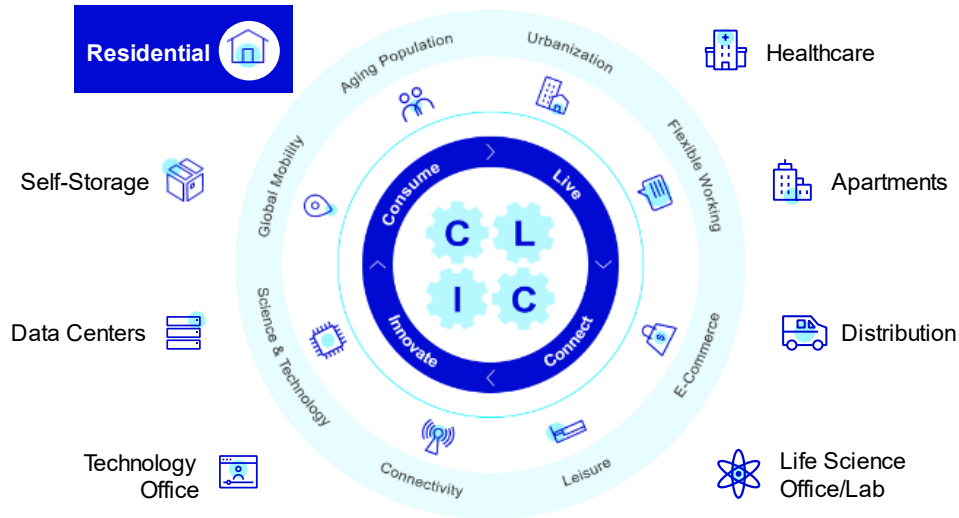 Residential
Self-Storage
Data Centers
Technology
Office
Aging Population
Urbanization
Flexible Working
E-Commerce
Leisure
Connectivity
Science & Technology
Global Mobility
Consume
Live
Connect
Innovate
C L
I C
$
Healthcare
Apartments
Distribution
Life Science
Office/Lab